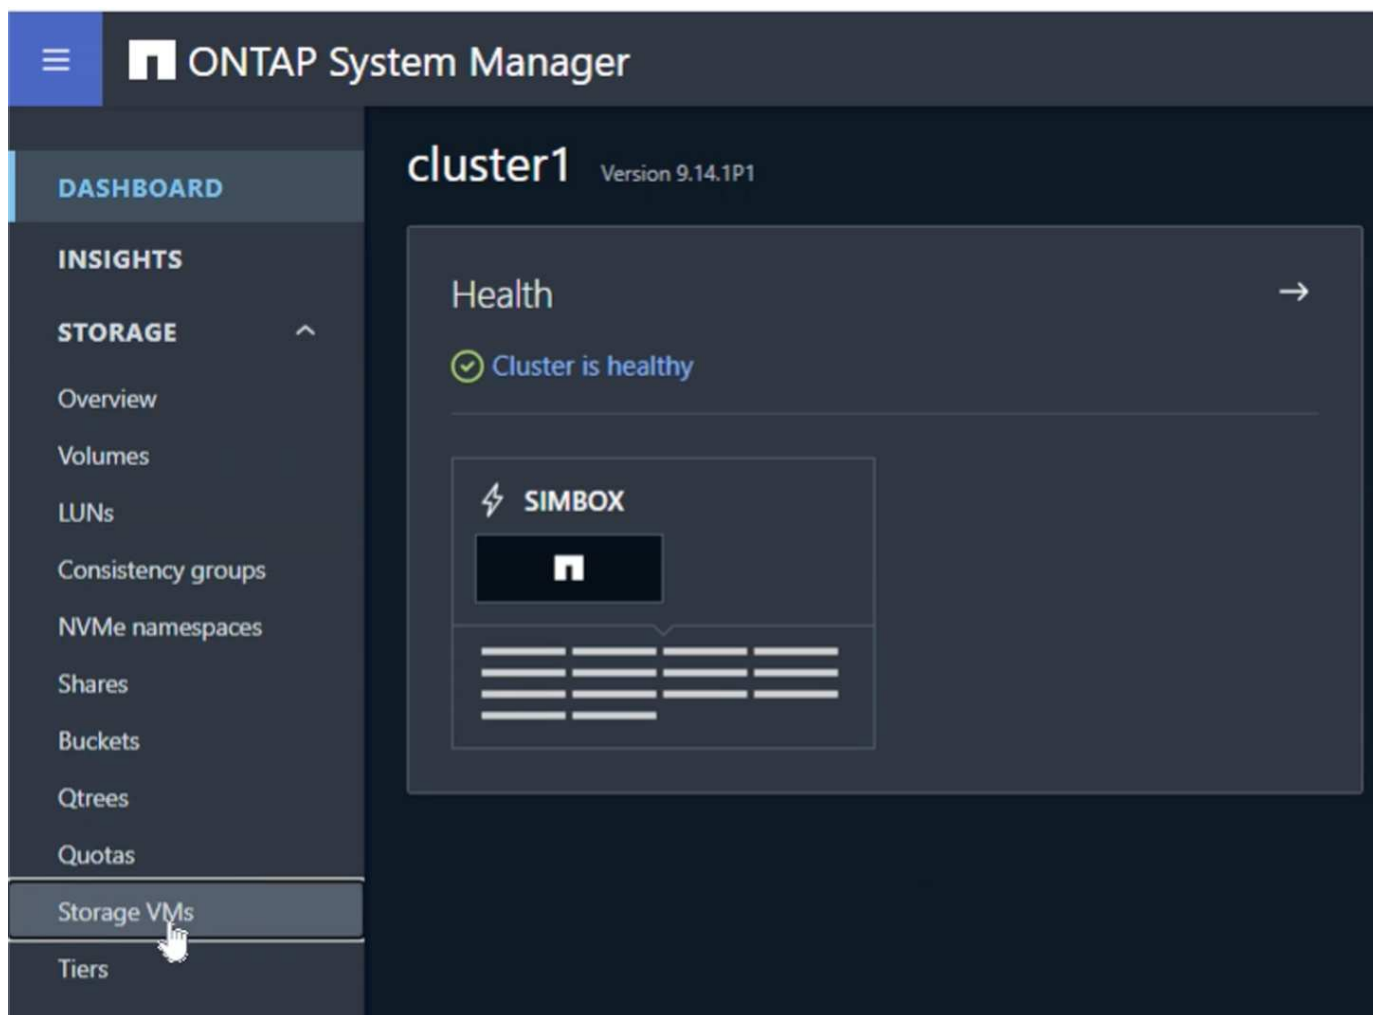 ONTAP System Manager
DASHBOARD
INSIGHTS
STORAGE
Overview
Volumes
LUNs
Consistency groups
NVMe namespaces
Shares
Buckets
Qtrees
Quotas
Storage VMs
Tiers
cluster1 Version 9.14.1P1
Health
Cluster is healthy
SIMBOX